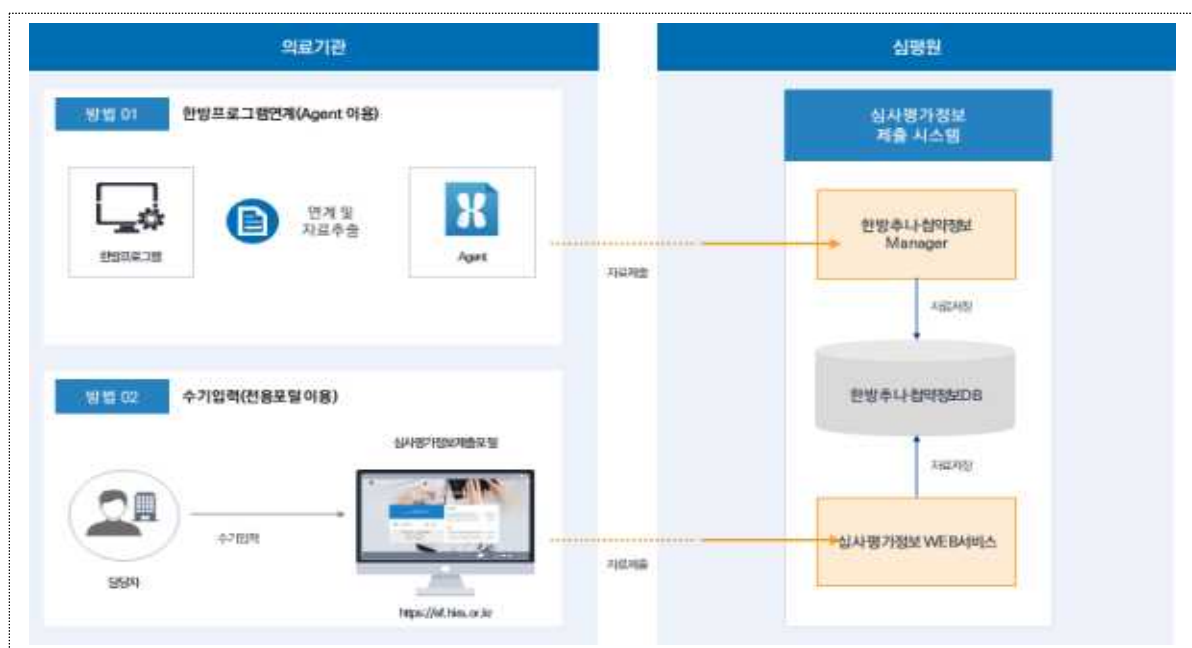 의료기관
심평원
방법 01
한방프로그램연계(Agent 이용)
한방프로그램
연계 및
자료추출
Agent
자료제출
심사평가정보
제출 시스템
한방추나·첩약정보
Manager
자료저장
한방추나·첩약정보DB
방법 02
수기입력(전용포털 이용)
심사평가정보제출포털
담당자
수기입력
https://ef.hira.or.kr
자료제출
자료저장
심사평가정보 WEB서비스